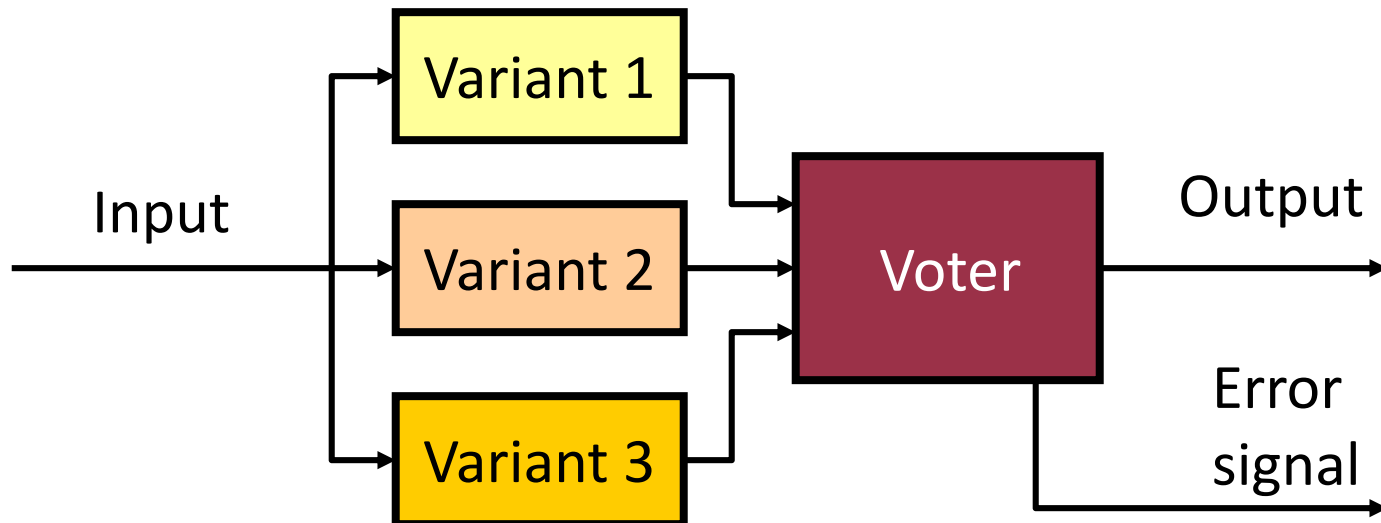 Variant 1
Input
Variant 2
Voter
Output
Variant 3
Error
signal